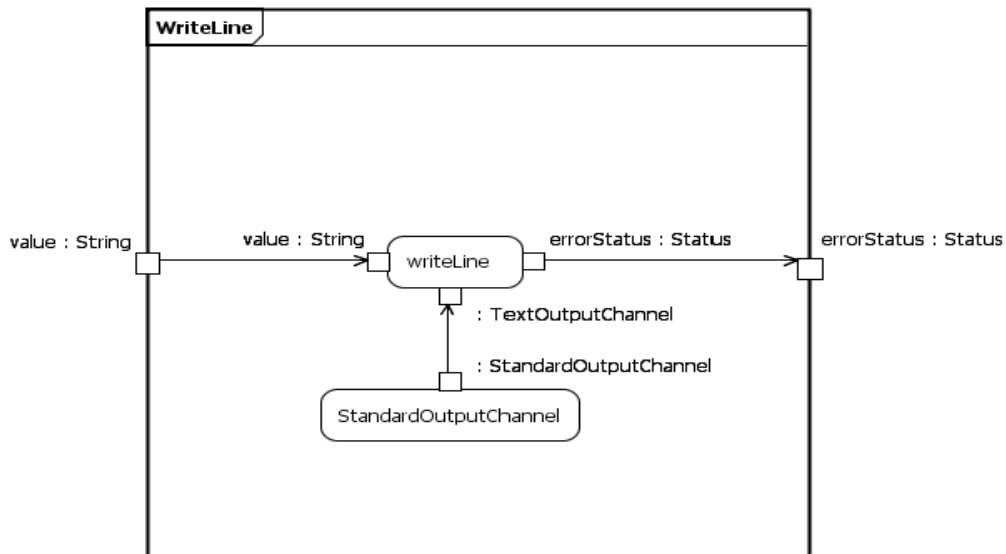 WriteLine
value : String
value : String
errorStatus : Status
errorStatus : Status
writeLine
: TextOutputChannel
: StandardOutputChannel
StandardOutputChannel